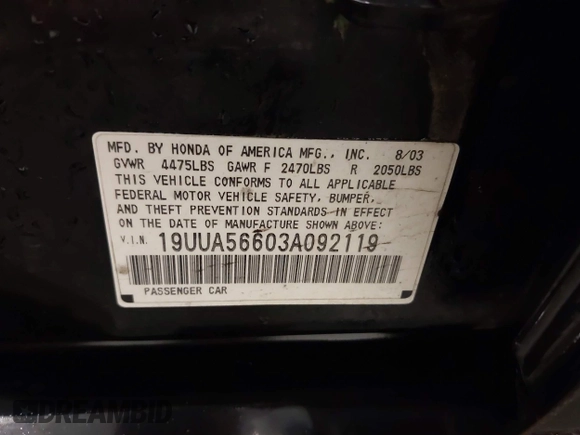 MFD. BY HONDA OF AMERICA MFG., INC. 8/03
GVWR 4475LBS GAWR F 2470LBS R 2050LBS
THIS VEHICLE CONFORMS TO ALL APPLICABLE
FEDERAL MOTOR VEHICLE SAFETY, BUMPER,
AND THEFT PREVENTION STANDARDS IN EFFECT
ON THE DATE OF MANUFACTURE SHOWN ABOVE:
V.I.N. 19UUA56603A092119
PASSENGER CAR
DREAMBID